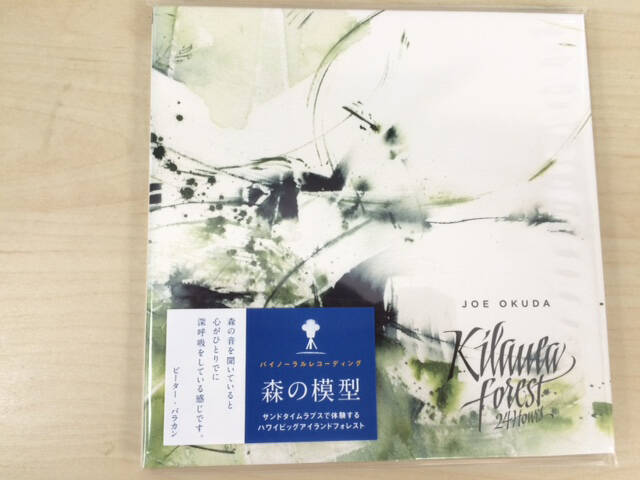 JOE OKUDA
Kilauea
forest
24 Hours
バイノーラルレコーディング
森の模型
サンドタイムラプスで体験する
ハワイビッグアイランドフォレスト
森の音を聞いていると
心がひとりでに
深呼吸をしている感じです。
ピーター・バラカン